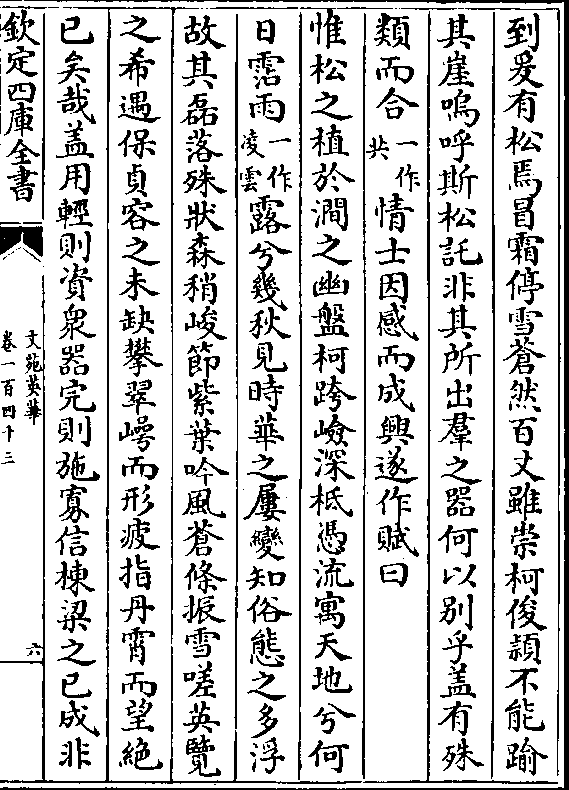 到爰有松焉冒霜停雪蒼然百丈雖崇柯俊頴不能踰
其崖嗚呼斯松託非其所出羣之器何以别乎盖有殊
類而合一作共情士因感而成興遂作賦曰
惟松之植於澗之幽盤柯跨嶮深柢憑流寓天地兮何
日霑雨一作凌雲露兮幾秋見時華之屢變知俗態之多浮
故其磊落殊狀森稍峻節紫葉吟風蒼條振雪嗟英覽
之希遇保貞容之未缺攀翠崿而形疲指丹霄而望絶
已矣哉盖用輕則資衆器完則施寡信棟梁之已成非
欽定四庫全書
文苑英華
卷一百四十三
六